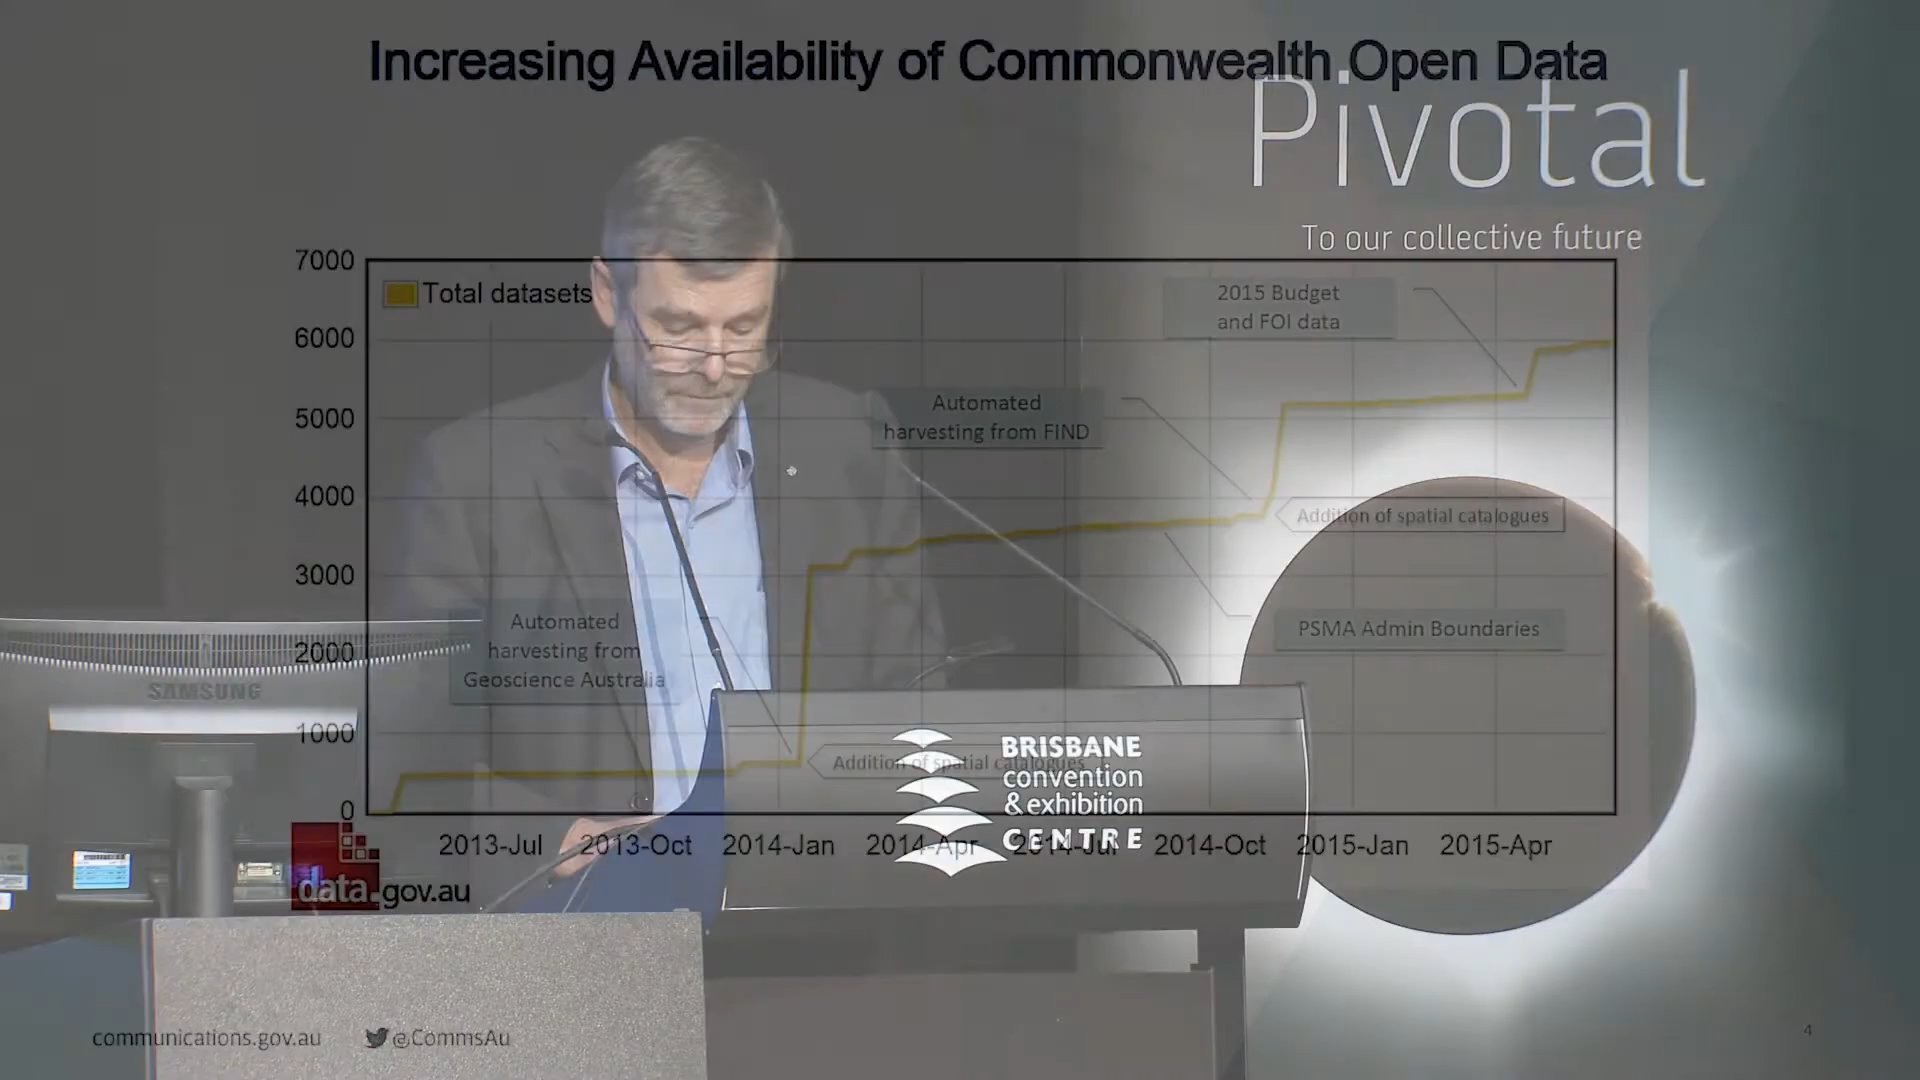 Increasing Availability of Commonwealth Open Data
Pivotal
To our collective future
7000
6000
5000
4000
3000
2000
1000
0
Total datasets
2015 Budget
and FOI data
Automated
harvesting from FIND
Addition of spatial catalogues
Automated
harvesting from
Geoscience Australia
PSMA Admin Boundaries
Addition of spatial catalogues
SAMSUNG
BRISBANE
convention
& exhibition
CENTRE
2013-Jul
2013-Oct
2014-Jan
2014-Apr
2014-Jul
2014-Oct
2015-Jan
2015-Apr
data.gov.au
communications.gov.au
@CommsAu
4